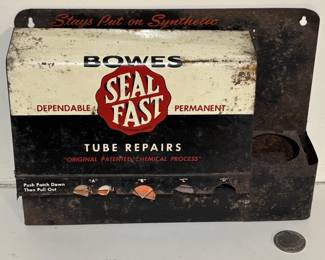 Stays Put on Synthetic
BOWES
SEAL
FAST
DEPENDABLE PERMANENT
TUBE REPAIRS
"ORIGINAL PATENTED CHEMICAL PROCESS"
Push Patch Down
Then Pull Out
"A" "B" "C"